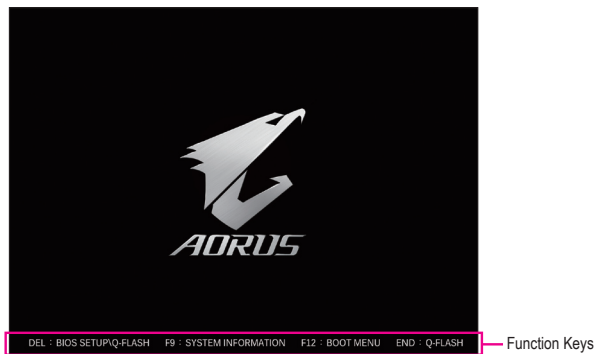 AORUS
DEL : BIOS SETUP\Q-FLASH F9 : SYSTEM INFORMATION F12 : BOOT MENU END : Q-FLASH
Function Keys